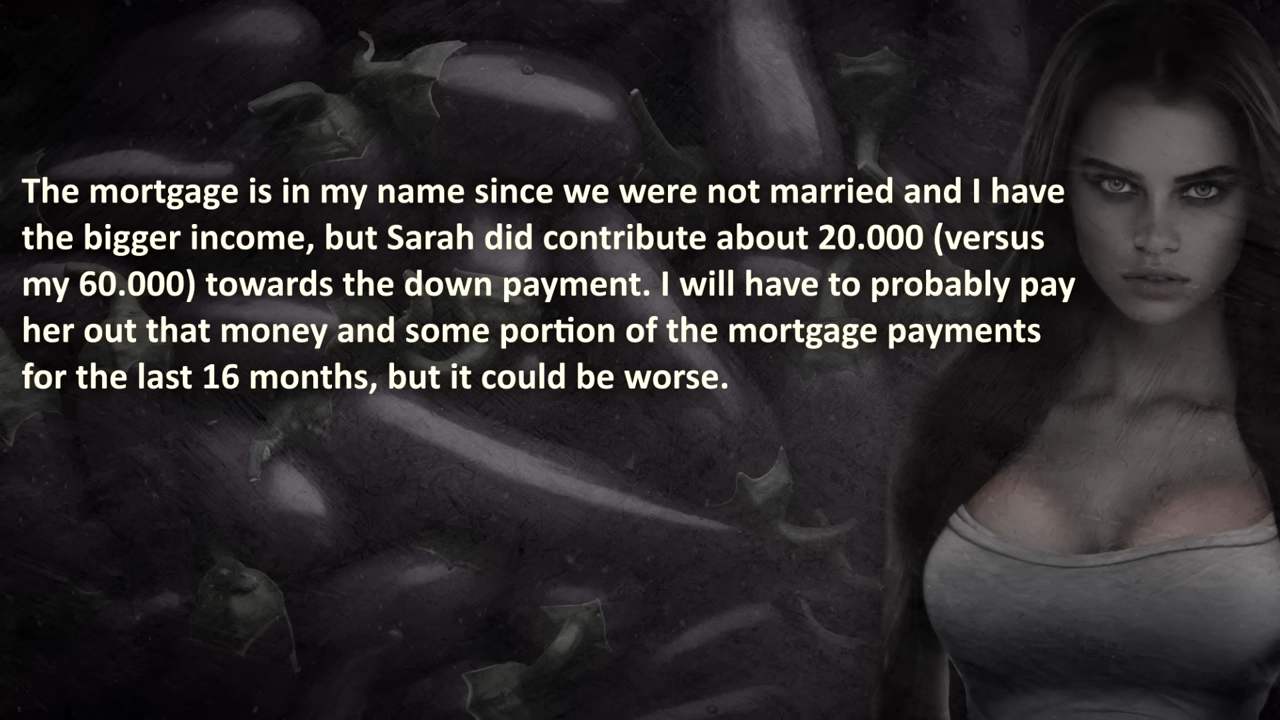 The mortgage is in my name since we were not married and I have
the bigger income, but Sarah did contribute about 20.000 (versus
my 60.000) towards the down payment. I will have to probably pay
her out that money and some portion of the mortgage payments
for the last 16 months, but it could be worse.